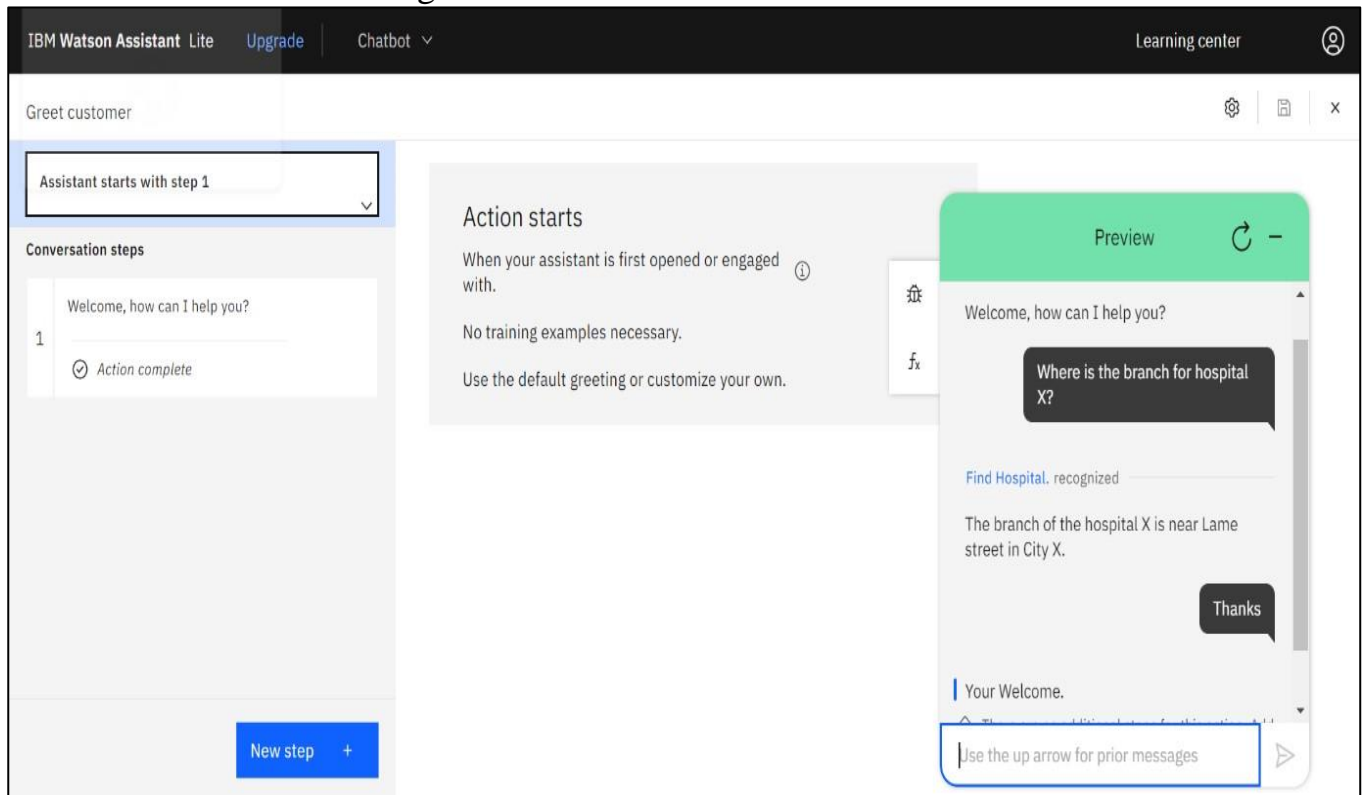 IBM Watson Assistant Lite Upgrade Chatbot Learning center
Greet customer
Assistant starts with step 1
Conversation steps
1
Welcome, how can I help you?
Action complete
New step +
Action starts
When your assistant is first opened or engaged
with.
No training examples necessary.
Use the default greeting or customize your own.
fx
Preview
Welcome, how can I help you?
Where is the branch for hospital
X?
Find Hospital. recognized
The branch of the hospital X is near Lame
street in City X.
Thanks
Your Welcome.
Use the up arrow for prior messages